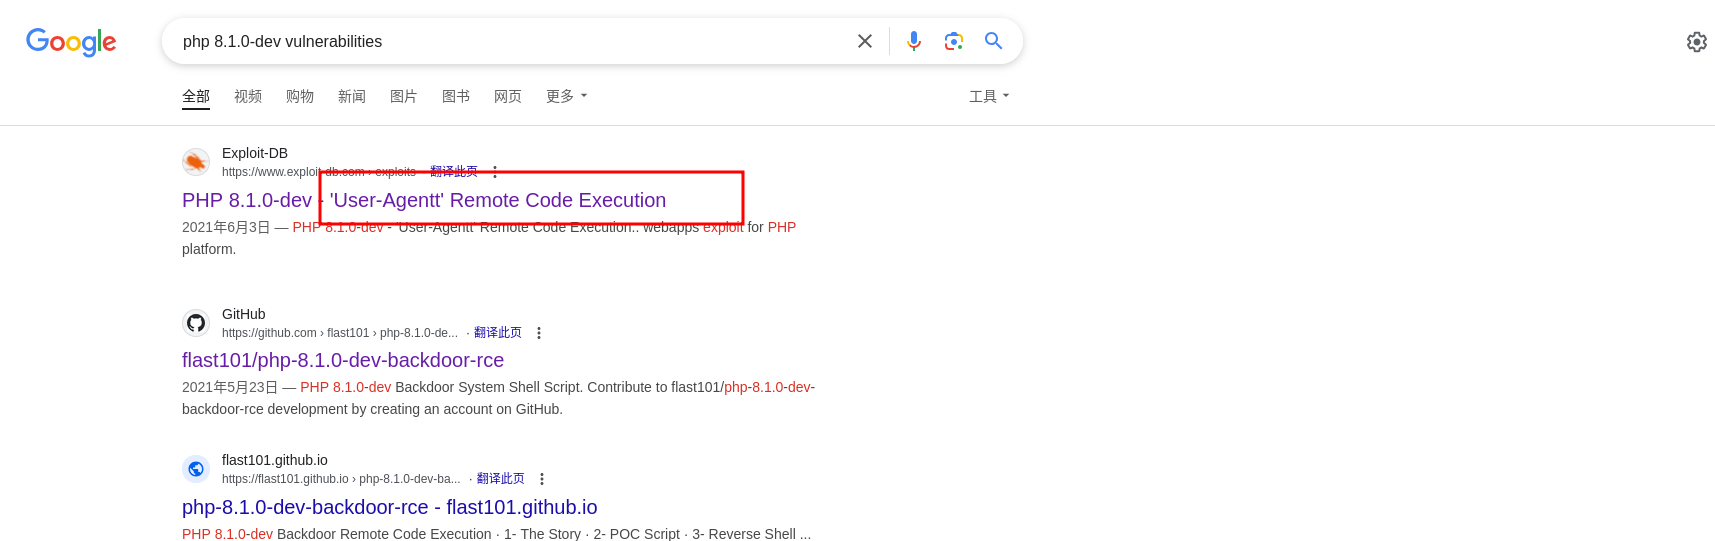 Google
php 8.1.0-dev vulnerabilities
全部 视频 购物 新闻 图片 图书 网页 更多 工具
Exploit-DB
https://www.exploit-db.com › exploits · 翻译此页
PHP 8.1.0-dev - 'User-Agentt' Remote Code Execution
2021年6月3日 — PHP 8.1.0-dev - 'User-Agentt' Remote Code Execution.. webapps exploit for PHP
platform.
GitHub
https://github.com › flast101 › php-8.1.0-de... · 翻译此页
flast101/php-8.1.0-dev-backdoor-rce
2021年5月23日 — PHP 8.1.0-dev Backdoor System Shell Script. Contribute to flast101/php-8.1.0-dev-
backdoor-rce development by creating an account on GitHub.
flast101.github.io
https://flast101.github.io › php-8.1.0-dev-ba... · 翻译此页
php-8.1.0-dev-backdoor-rce - flast101.github.io
PHP 8.1.0-dev Backdoor Remote Code Execution · 1- The Story · 2- POC Script · 3- Reverse Shell ...